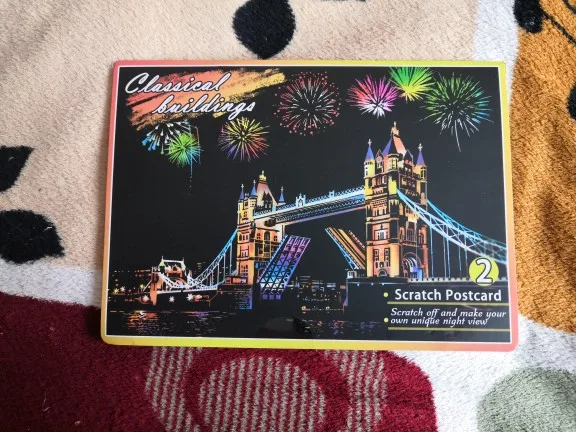 Classical
buildings
2
Scratch Postcard
Scratch off and make your
own unique night view